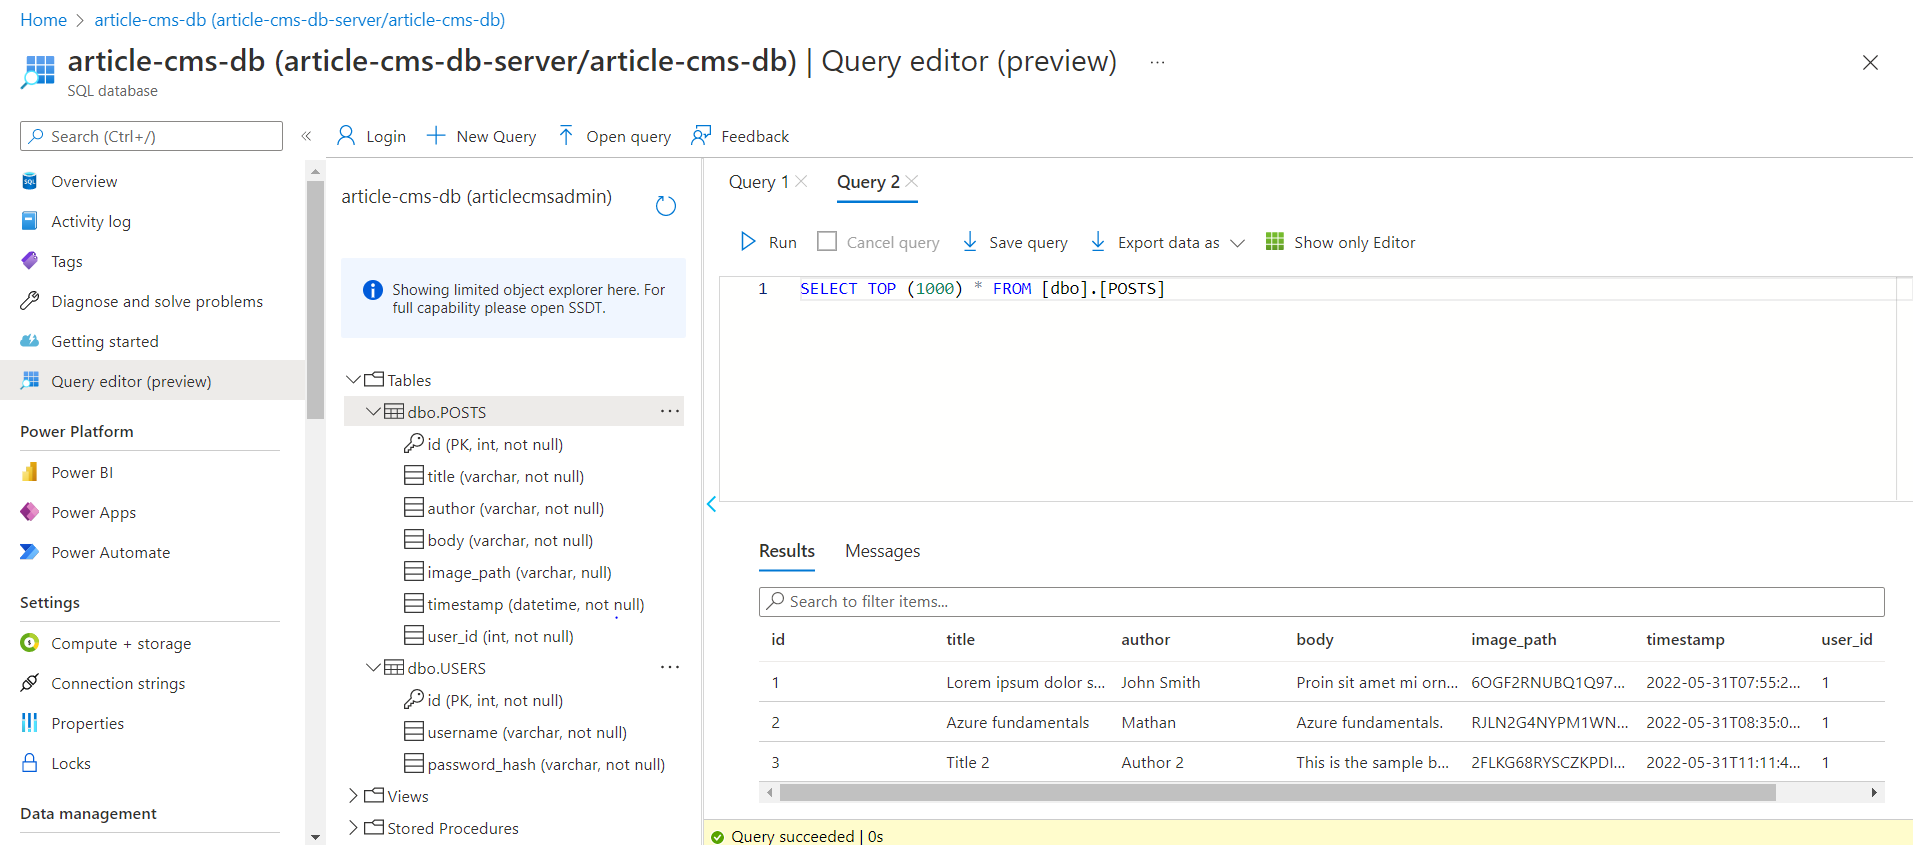 Home > article-cms-db (article-cms-db-server/article-cms-db)
article-cms-db (article-cms-db-server/article-cms-db) | Query editor (preview) ...
SQL database
Search (Ctrl+/)
«
Login
New Query
Open query
Feedback
Overview
Activity log
Tags
Diagnose and solve problems
Getting started
Query editor (preview)
Power Platform
Power BI
Power Apps
Power Automate
Settings
Compute + storage
Connection strings
Properties
Locks
Data management
article-cms-db (articlecmsadmin)
Showing limited object explorer here. For
full capability please open SSDT.
Tables
dbo.POSTS ...
id (PK, int, not null)
title (varchar, not null)
author (varchar, not null)
body (varchar, not null)
image_path (varchar, null)
timestamp (datetime, not null)
user_id (int, not null)
dbo.USERS ...
id (PK, int, not null)
username (varchar, not null)
password_hash (varchar, not null)
Views
Stored Procedures
Query 1 Query 2
Run Cancel query Save query Export data as Show only Editor
1 SELECT TOP (1000) * FROM [dbo].[POSTS]
Results Messages
Search to filter items...
id title author body image_path timestamp user_id
1 Lorem ipsum dolor s... John Smith Proin sit amet mi orn... 6OGF2RNUBQ1Q97... 2022-05-31T07:55:2... 1
2 Azure fundamentals Mathan Azure fundamentals. RJLN2G4NYPM1WN... 2022-05-31T08:35:0... 1
3 Title 2 Author 2 This is the sample b... 2FLKG68RYSCZKPDI... 2022-05-31T11:11:4... 1
Query succeeded | 0s